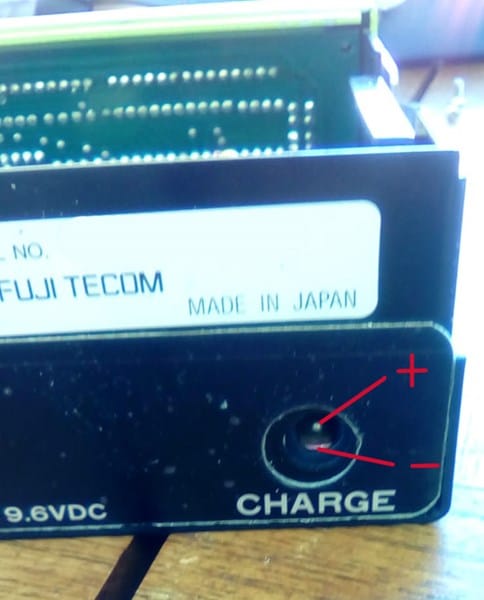 L NO.
FUJI TECOM
MADE IN JAPAN
+
−
9.6VDC
CHARGE